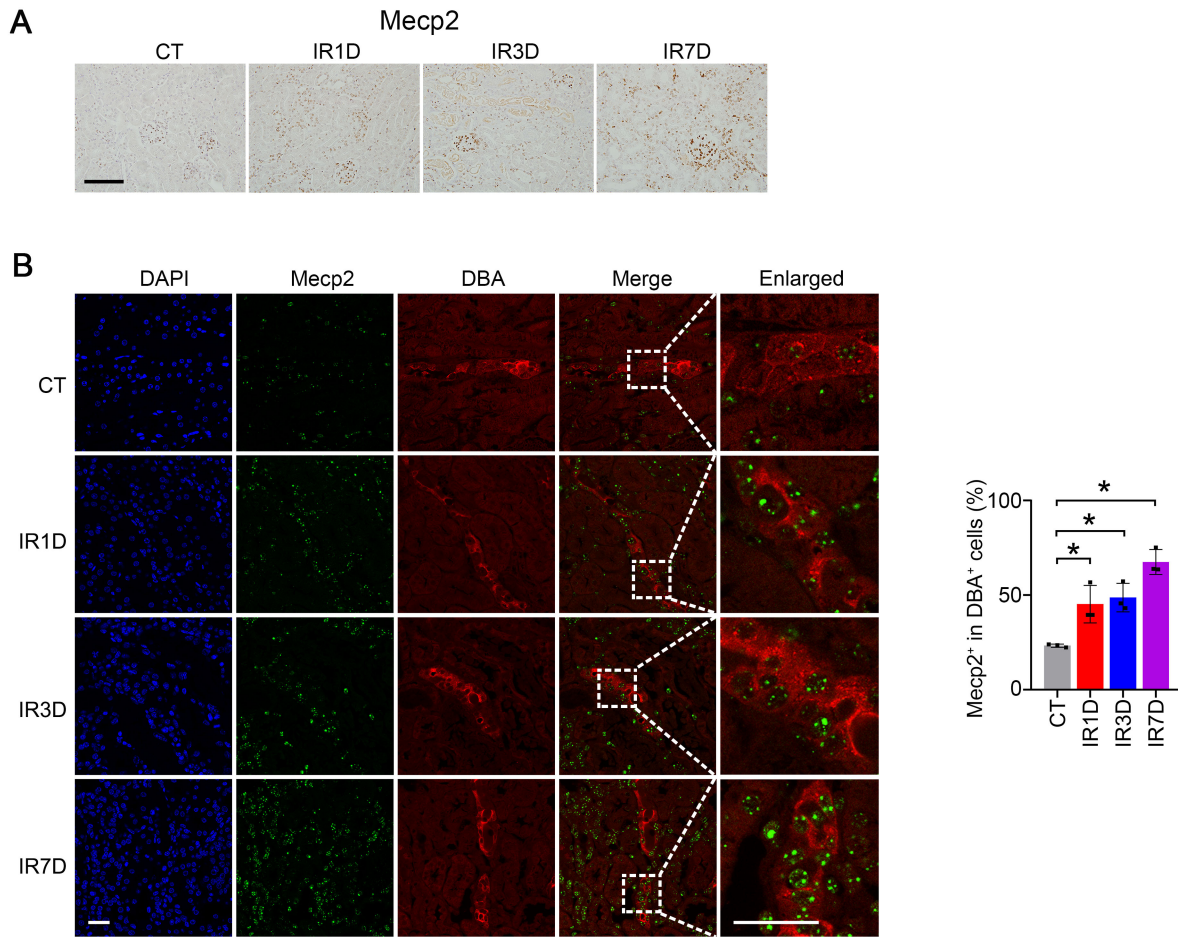 A
Mecp2
CT IR1D IR3D IR7D
B
DAPI Mecp2 DBA Merge Enlarged
CT
IR1D
IR3D
IR7D
Mecp2⁺ in DBA⁺ cells (%)
100
50
0
* * *
CT IR1D IR3D IR7D